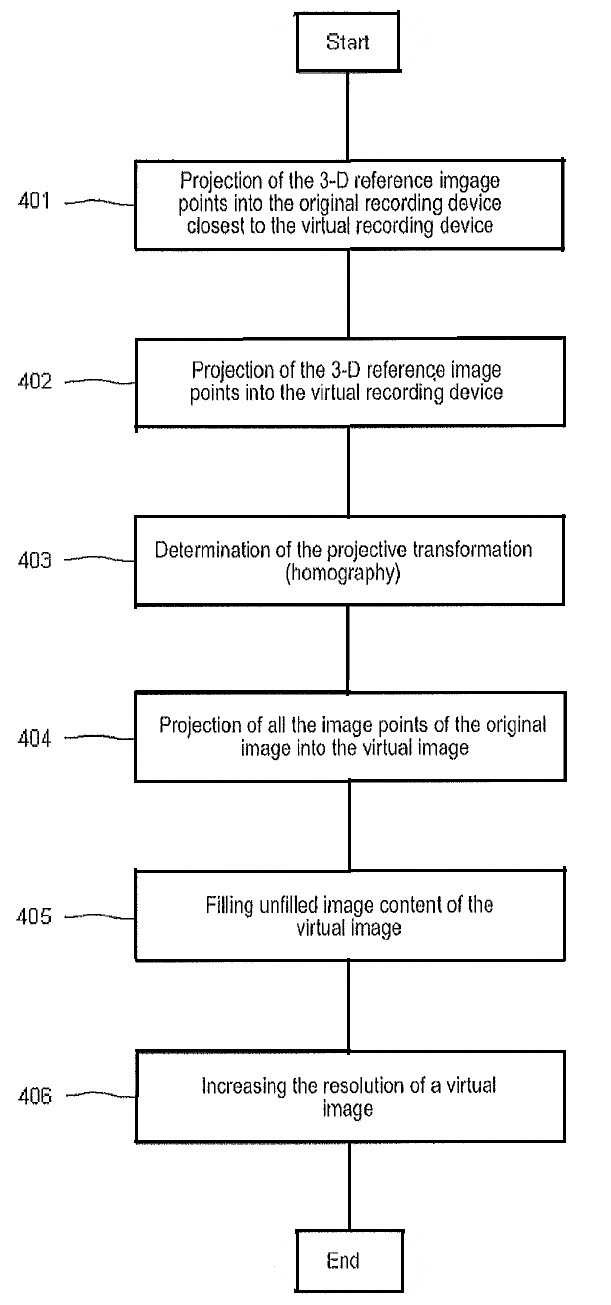 Start
401
Projection of the 3-D reference imgage
points into the original recording device
closest to the virtual recording device
402
Projection of the 3-D reference image
points into the virtual recording device
403
Determination of the projective transformation
(homography)
404
Projection of all the image points of the original
image into the virtual image
405
Filling unfilled image content of the
virtual image
406
Increasing the resolution of a virtual
image
End